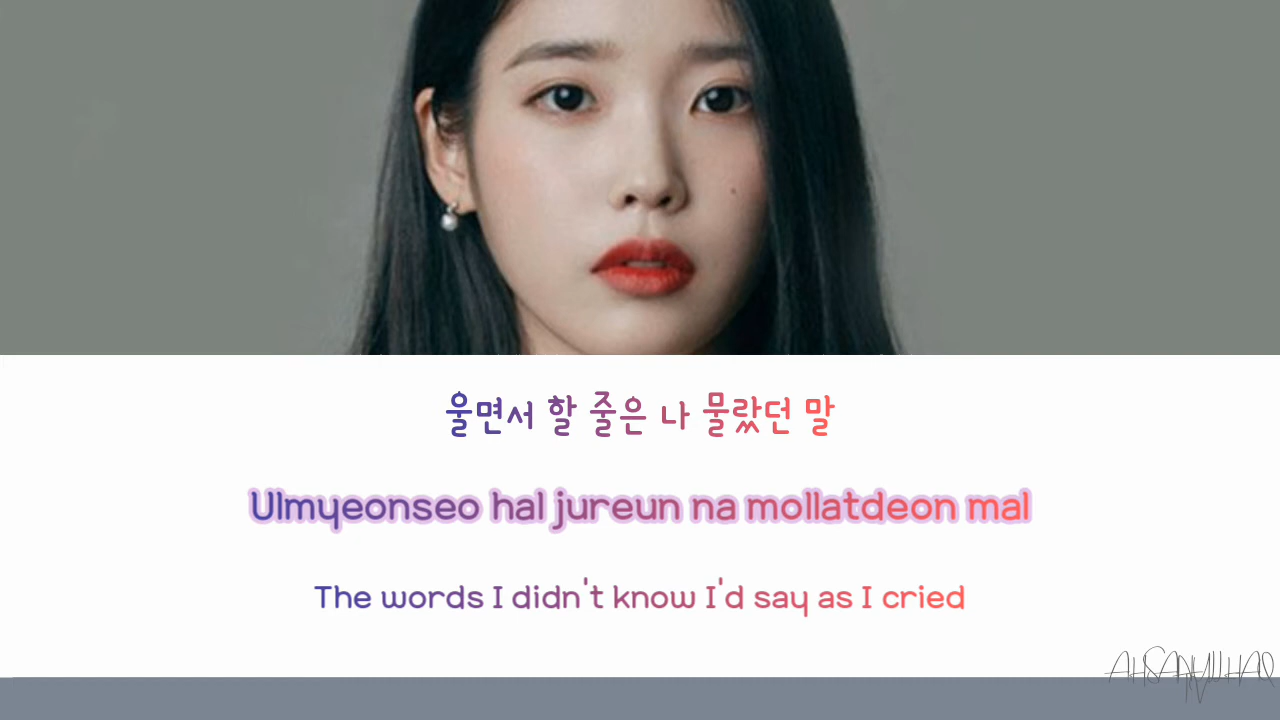 울면서 할 줄은 나 물랐던 말
Ulmyeonseo hal jureun na mollatdeon mal
The words I didn't know I'd say as I cried